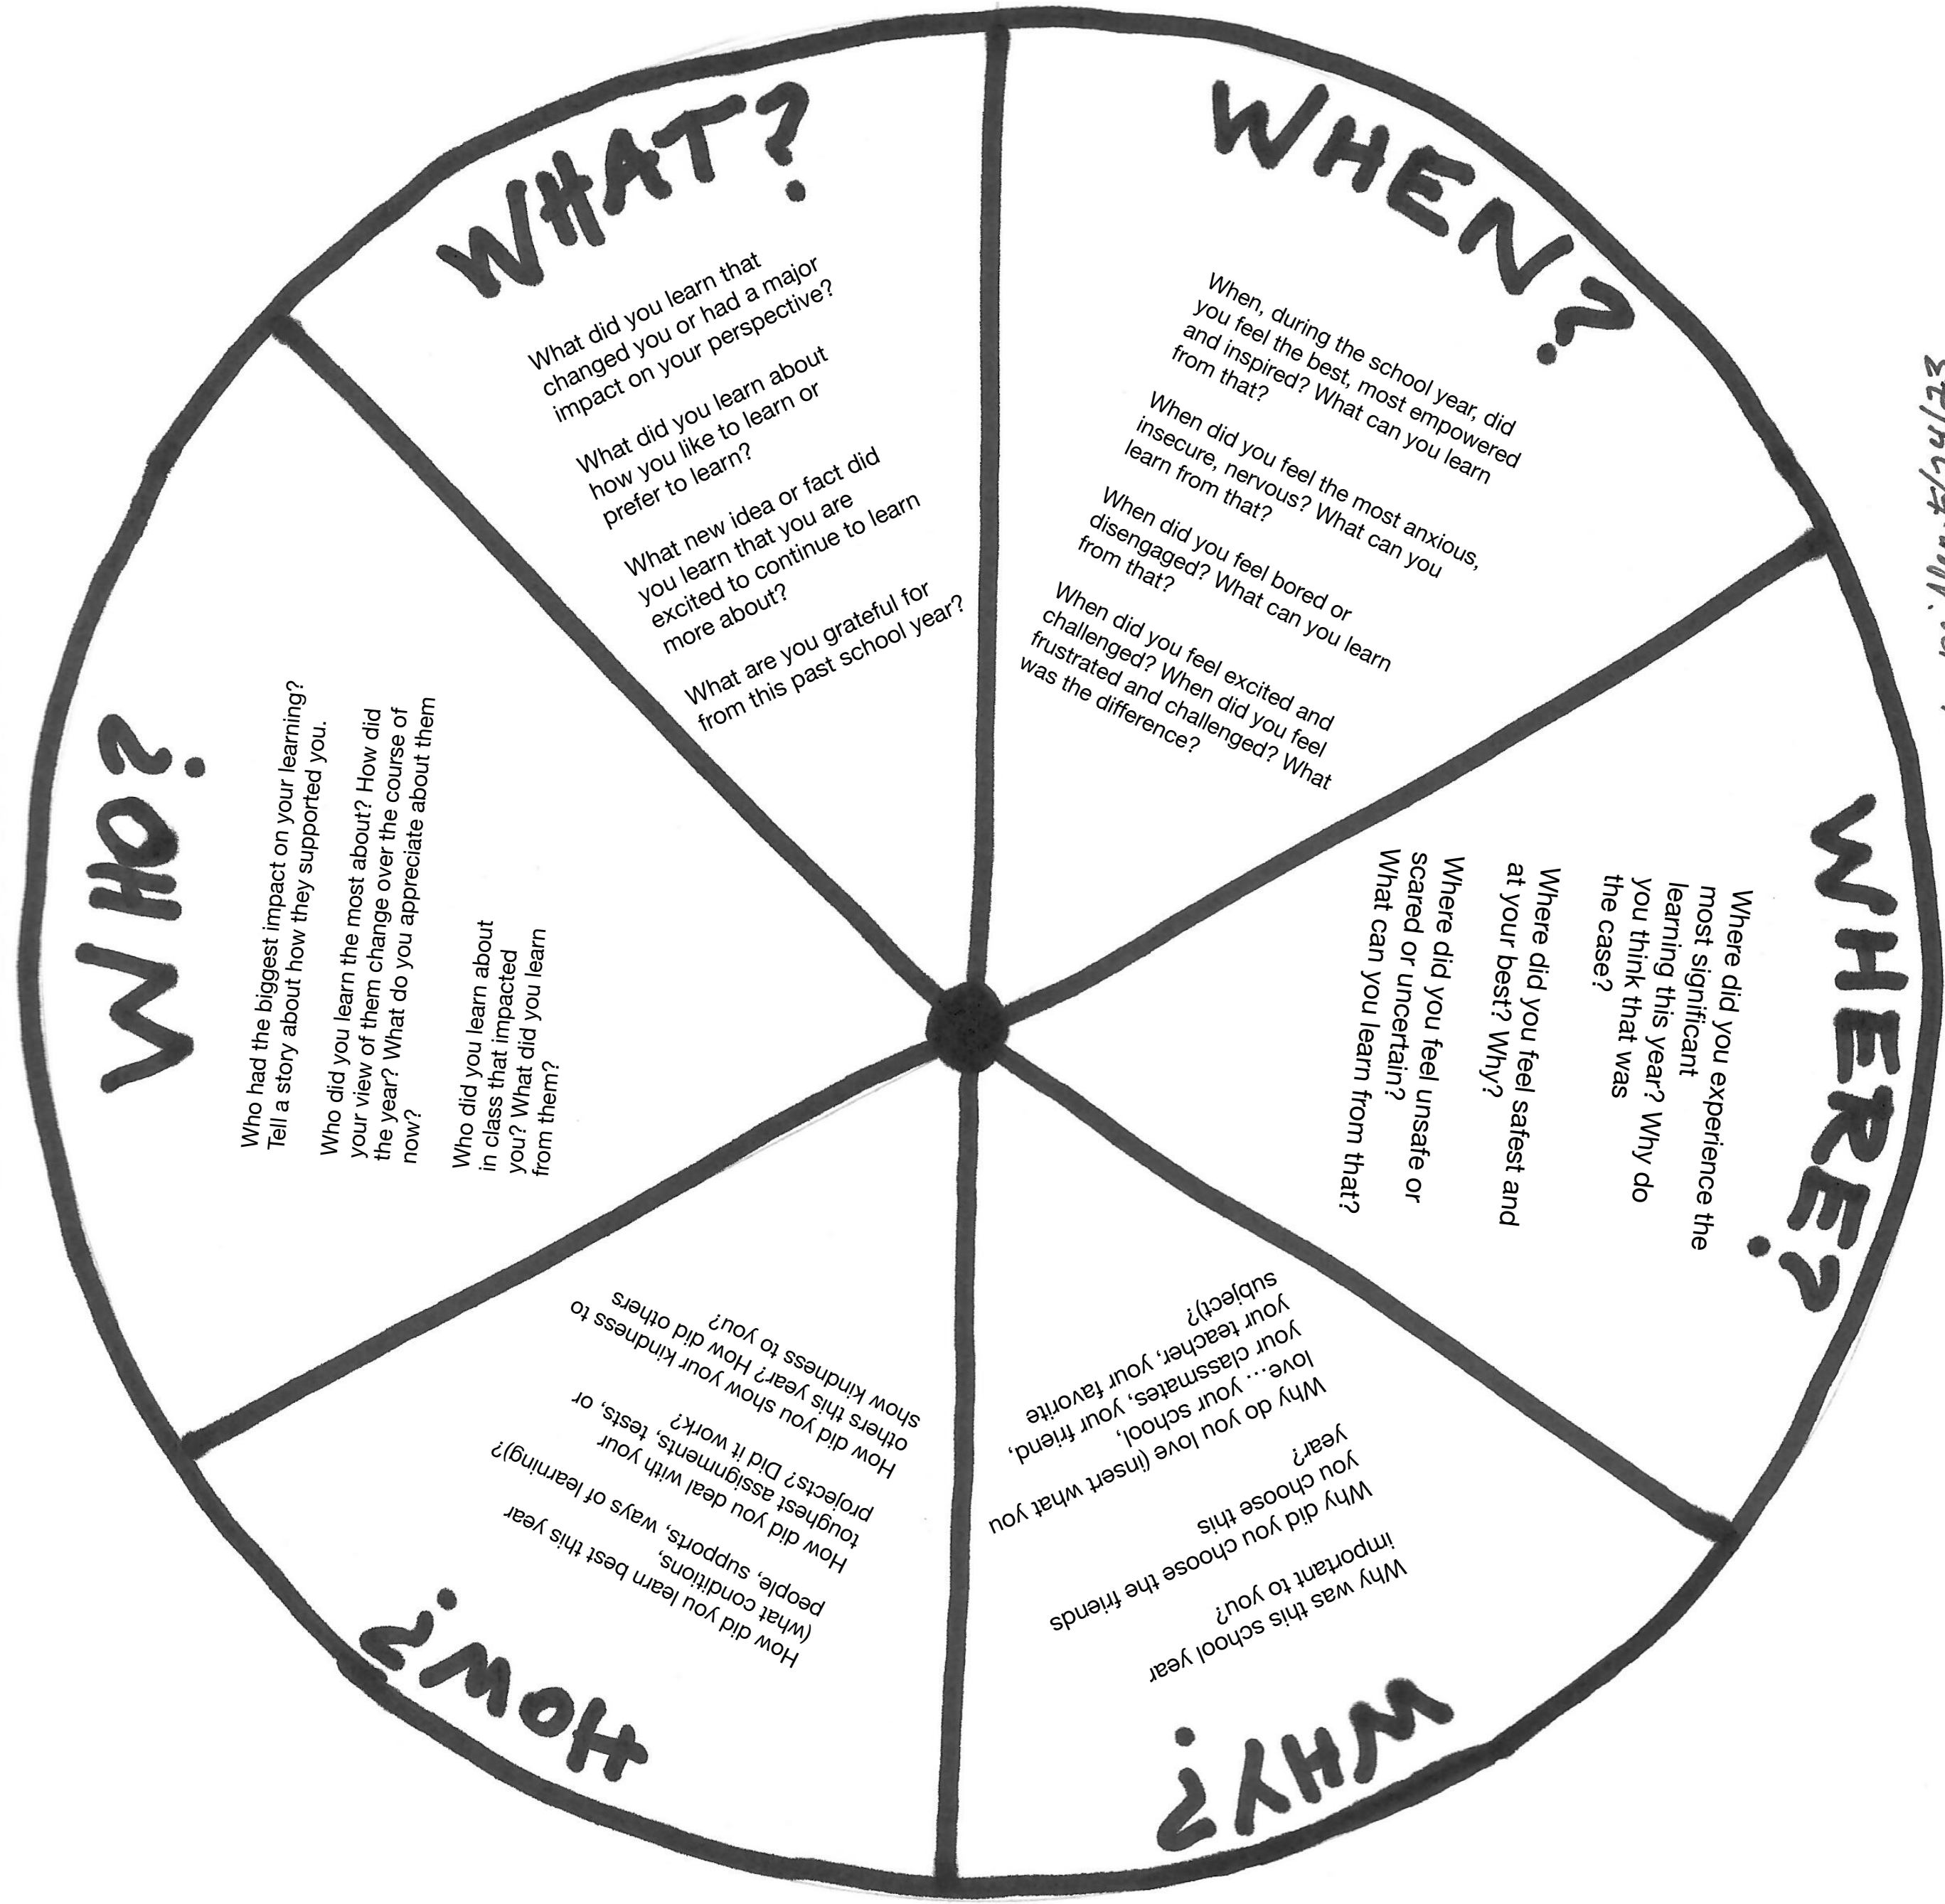 WHAT?
What did you learn that
changed you or had a major
impact on your perspective?
What did you learn about
how you like to learn or
prefer to learn?
What new idea or fact did
you learn that you are
excited to continue to learn
more about?
What are you grateful for
from this past school year?
WHEN?
When, during the school year, did
you feel the best, most empowered
and inspired? What can you learn
from that?
When did you feel the most anxious,
insecure, nervous? What can you
learn from that?
When did you feel bored or
disengaged? What can you learn
from that?
When did you feel excited and
challenged? When did you feel
frustrated and challenged? What
was the difference?
WHERE?
Where did you experience the
most significant
learning this year? Why do
you think that was
the case?
Where did you feel safest and
at your best? Why?
Where did you feel unsafe or
scared or uncertain?
What can you learn from that?
WHY?
Why was this school year
important to you?
Why did you choose the friends
you choose this
year?
Why do you love (insert what you
love… your school,
your classmates, your friend,
your teacher, your favorite
subject)?
HOW?
How did you learn best this year
(what conditions,
people, supports, ways of learning)?
How did you deal with your
toughest assignments, tests, or
projects? Did it work?
How did you show your kindness to
others this year? How did others
show kindness to you?
WHO?
Who had the biggest impact on your learning?
Tell a story about how they supported you.
Who did you learn the most about? How did
your view of them change over the course of
the year? What do you appreciate about them
now?
Who did you learn about
in class that impacted
you? What did you learn
from them?